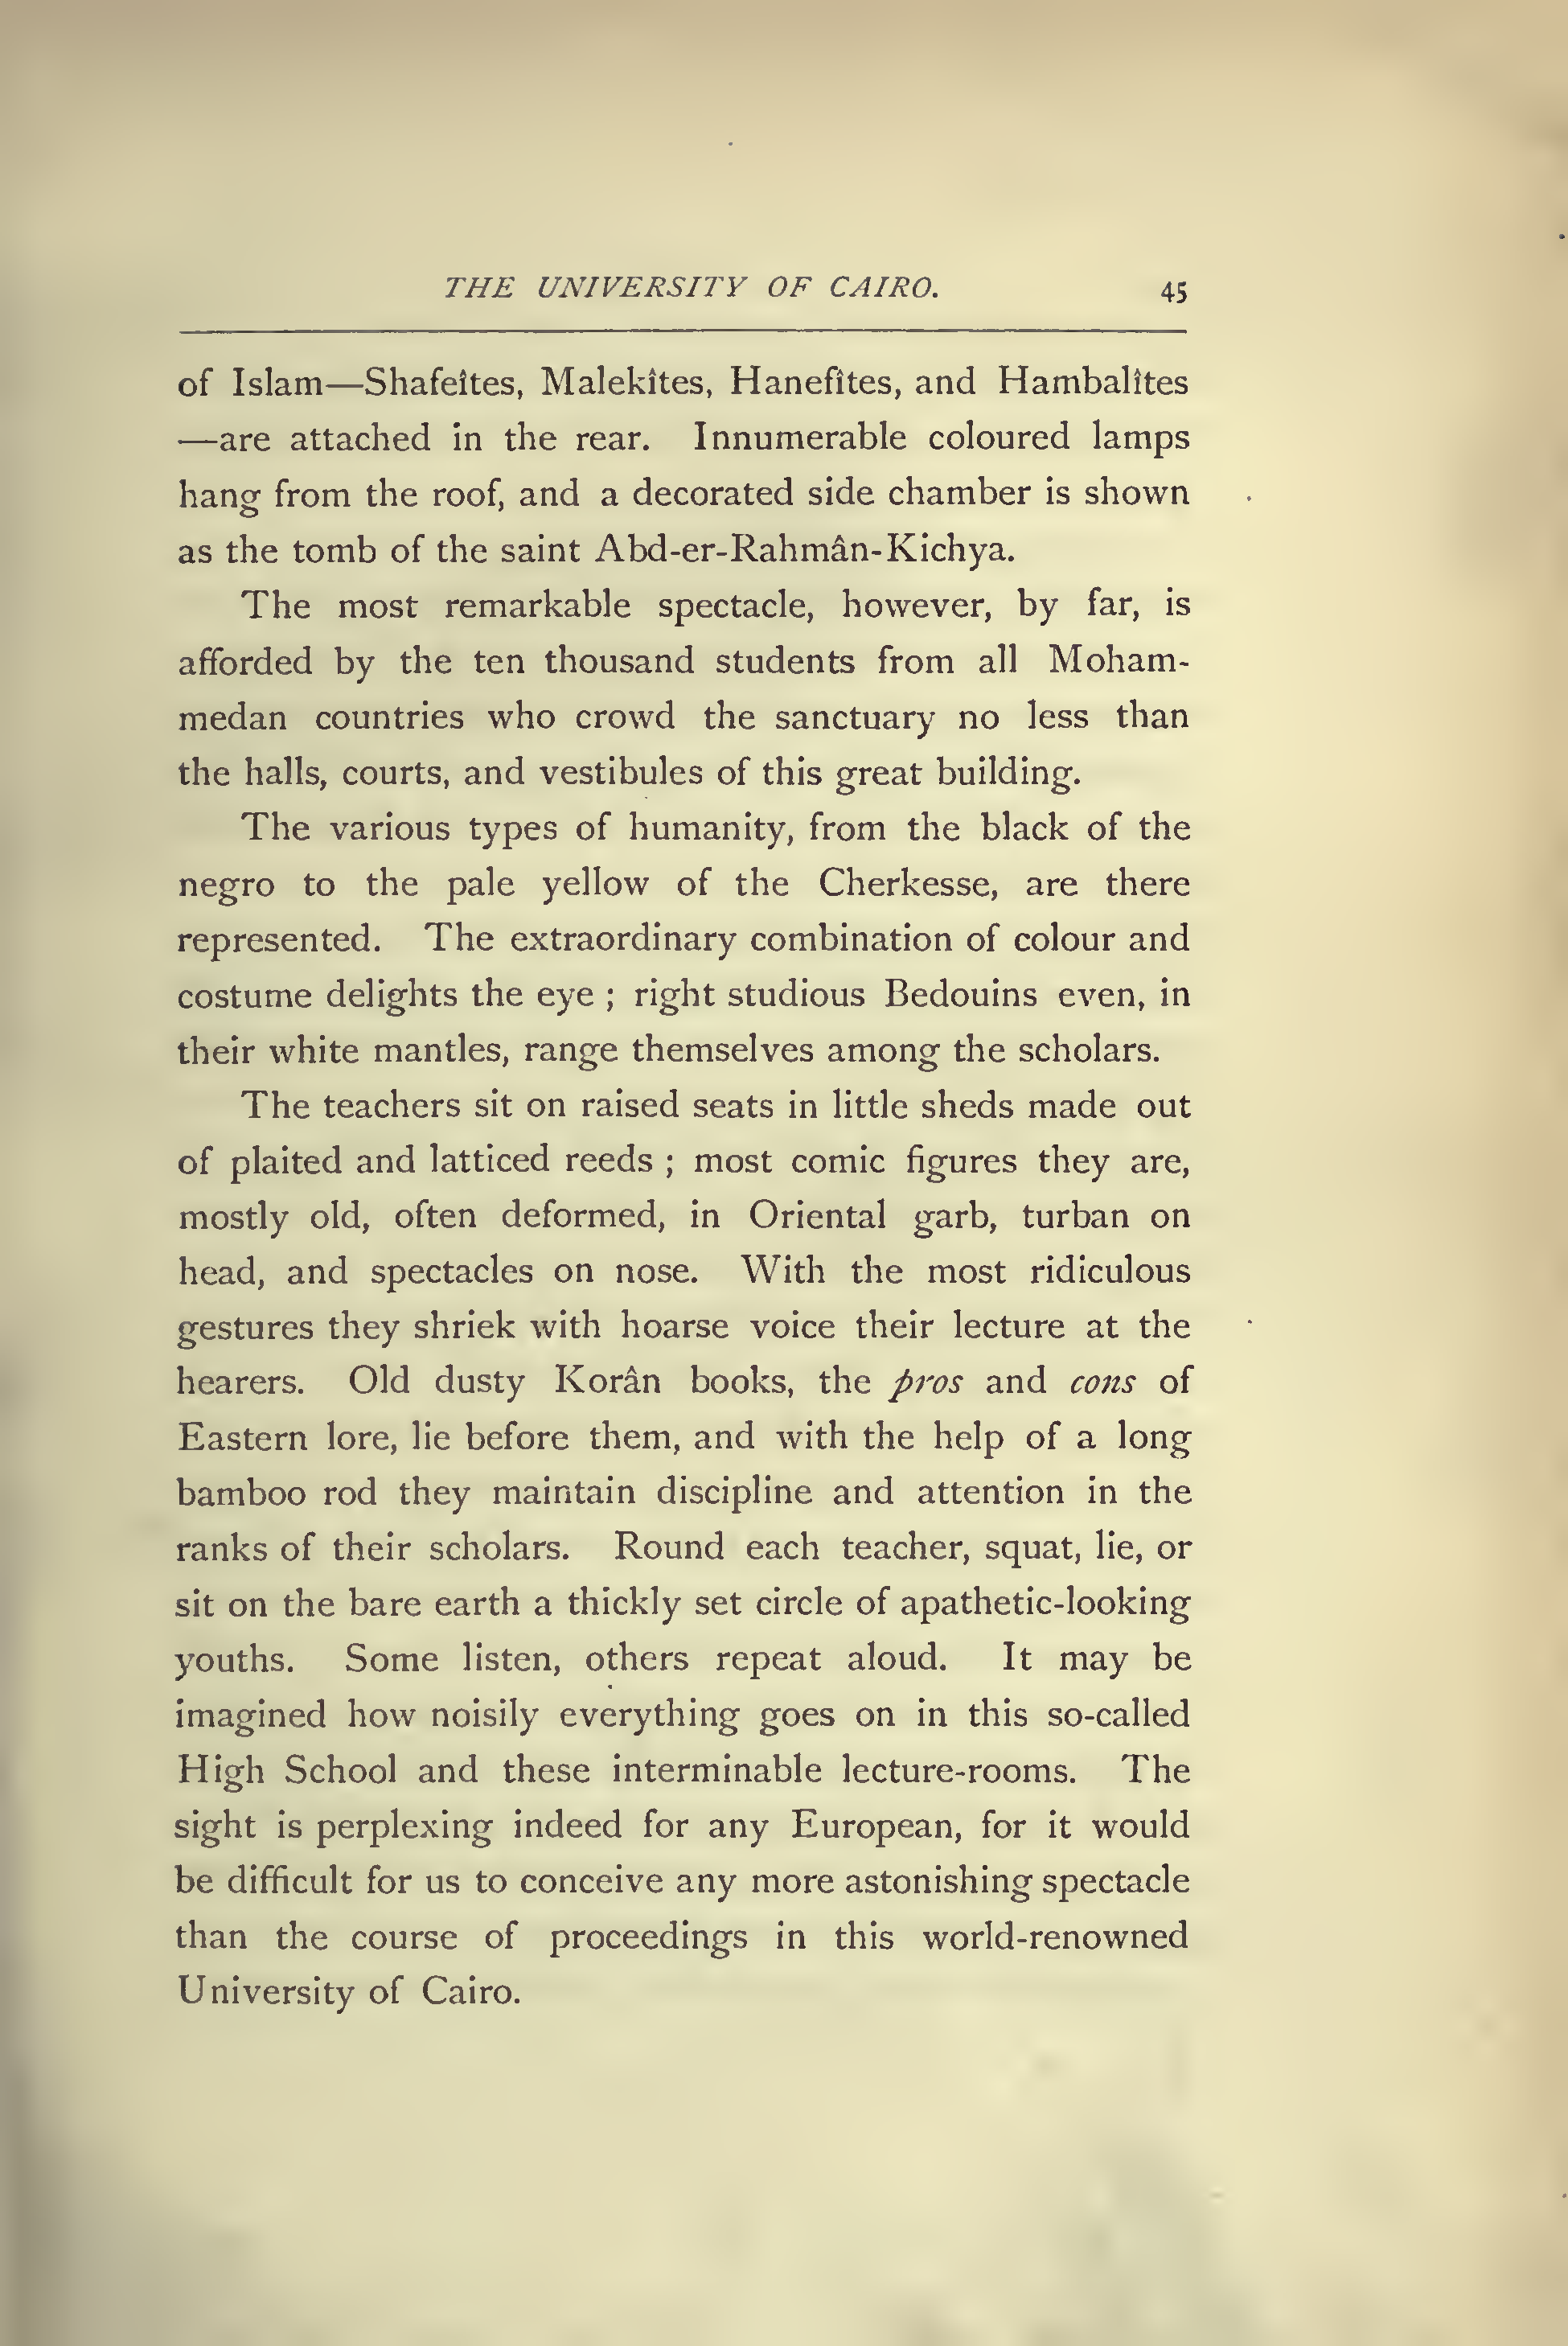 THE UNIVERSITY OF CAIRO. 45
of Islam—Shafeîtes, Malekîtes, Hanefîtes, and Hambalîtes
—are attached in the rear. Innumerable coloured lamps
hang from the roof, and a decorated side chamber is shown
as the tomb of the saint Abd-er-Rahmân-Kichya.
The most remarkable spectacle, however, by far, is
afforded by the ten thousand students from all Moham-
medan countries who crowd the sanctuary no less than
the halls, courts, and vestibules of this great building.
The various types of humanity, from the black of the
negro to the pale yellow of the Cherkesse, are there
represented. The extraordinary combination of colour and
costume delights the eye ; right studious Bedouins even, in
their white mantles, range themselves among the scholars.
The teachers sit on raised seats in little sheds made out
of plaited and latticed reeds ; most comic figures they are,
mostly old, often deformed, in Oriental garb, turban on
head, and spectacles on nose. With the most ridiculous
gestures they shriek with hoarse voice their lecture at the
hearers. Old dusty Korân books, the pros and cons of
Eastern lore, lie before them, and with the help of a long
bamboo rod they maintain discipline and attention in the
ranks of their scholars. Round each teacher, squat, lie, or
sit on the bare earth a thickly set circle of apathetic-looking
youths. Some listen, others repeat aloud. It may be
imagined how noisily everything goes on in this so-called
High School and these interminable lecture-rooms. The
sight is perplexing indeed for any European, for it would
be difficult for us to conceive any more astonishing spectacle
than the course of proceedings in this world-renowned
University of Cairo.